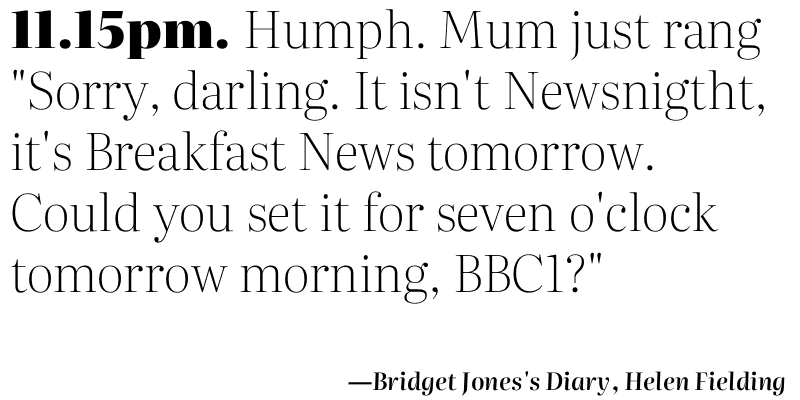 11.15pm. Humph. Mum just rang
"Sorry, darling. It isn't Newsnigtht,
it's Breakfast News tomorrow.
Could you set it for seven o'clock
tomorrow morning, BBC1?"
—Bridget Jones's Diary, Helen Fielding